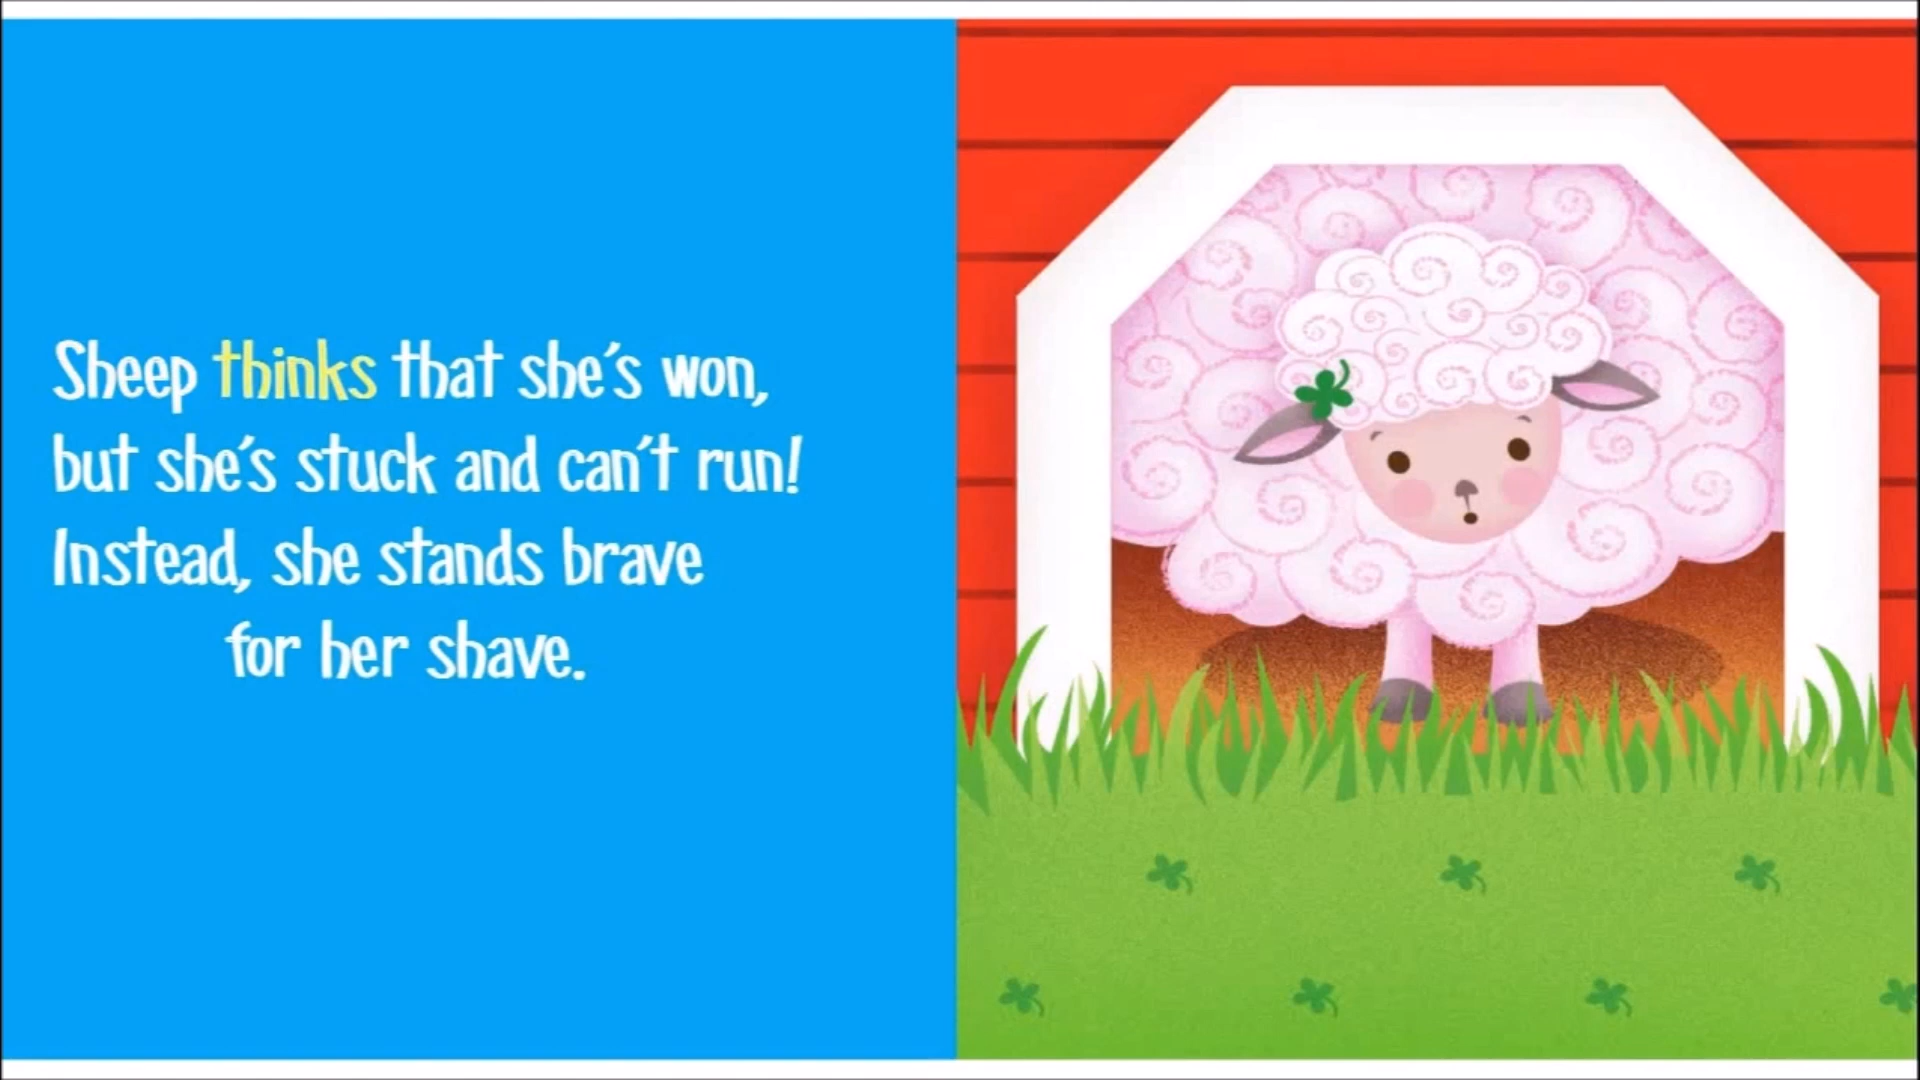 Sheep thinks that she's won,
but she's stuck and can't run!
Instead, she stands brave
for her shave.